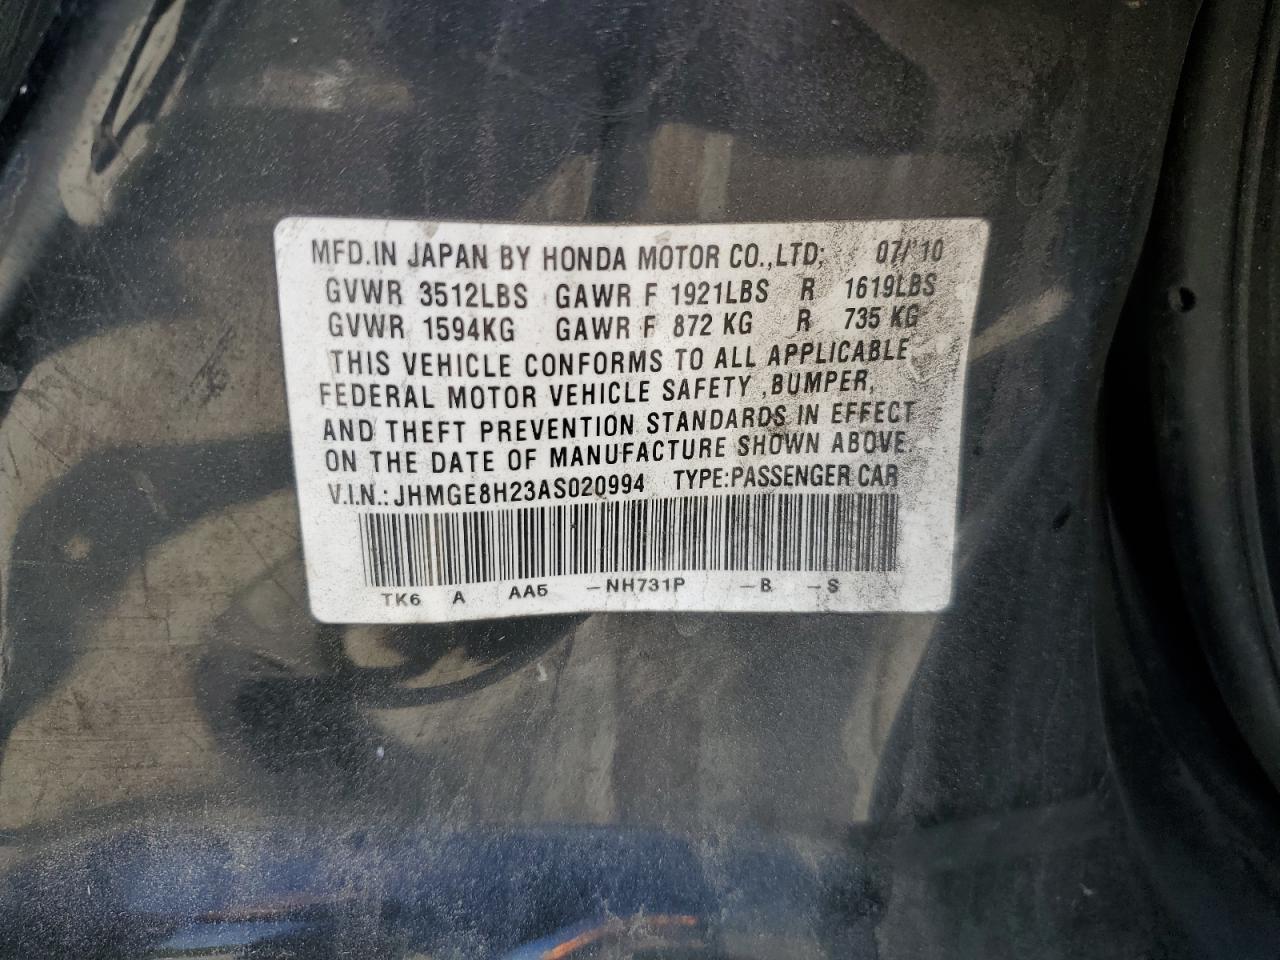 MFD.IN JAPAN BY HONDA MOTOR CO.,LTD; 07/'10
GVWR 3512LBS GAWR F 1921LBS R 1619LBS
GVWR 1594KG GAWR F 872 KG R 735 KG
THIS VEHICLE CONFORMS TO ALL APPLICABLE
FEDERAL MOTOR VEHICLE SAFETY ,BUMPER,
AND THEFT PREVENTION STANDARDS IN EFFECT
ON THE DATE OF MANUFACTURE SHOWN ABOVE.
V.I.N.: JHMGE8H23AS020994 TYPE:PASSENGER CAR
TK6 A AA5 -NH731P -B -S